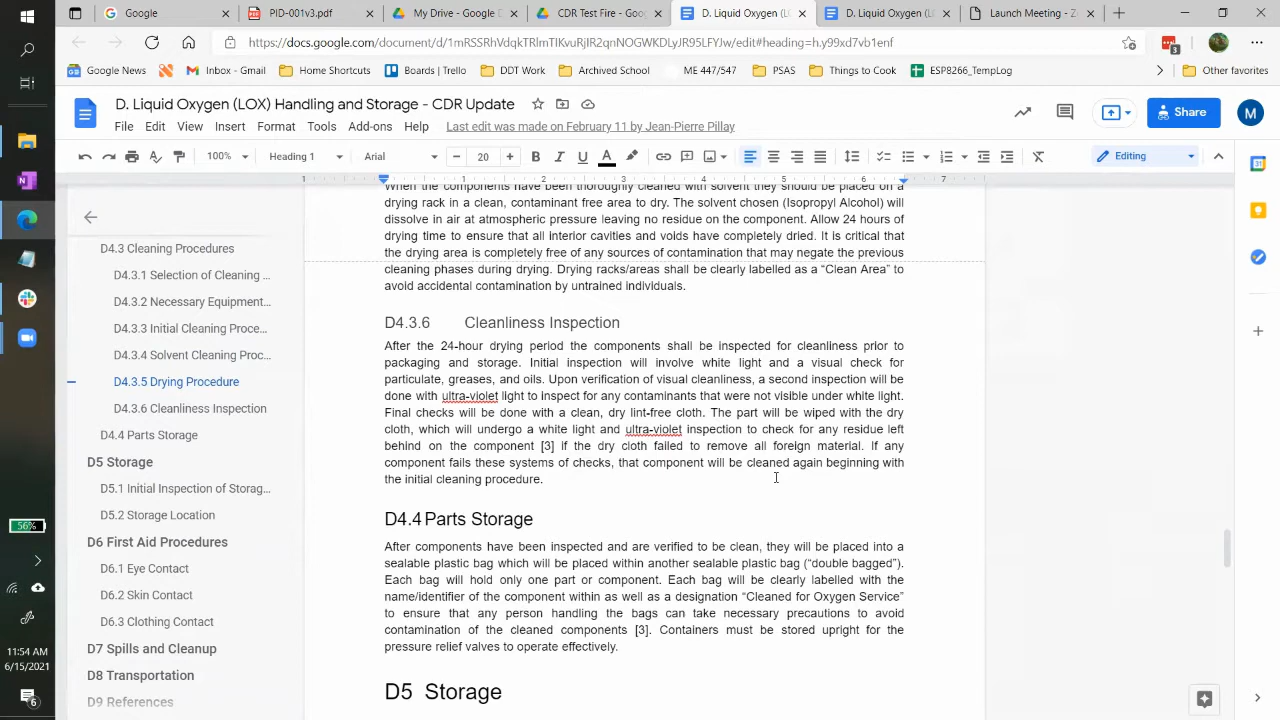 Google
PID-001v3.pdf
My Drive - Google
CDR Test Fire - Goog
D. Liquid Oxygen (LOX)
D. Liquid Oxygen (LO
Launch Meeting - Z
https://docs.google.com/document/d/1mRSSRhVdqkTRlmTIKvuRjIR2qnNOGWKDLyJR95LFYJw/edit#heading=h.y99xd7vb1enf
3
Google News
Inbox - Gmail
Home Shortcuts
Boards | Trello
DDT Work
Archived School
ME 447/547
PSAS
Things to Cook
ESP8266_TempLog
Other favorites
D. Liquid Oxygen (LOX) Handling and Storage - CDR Update
File Edit View Insert Format Tools Add-ons Help Last edit was made on February 11 by Jean-Pierre Pillay
Share
M
100% Heading 1 Arial 20 B I U A Editing
1 1 2 3 4 5 6 7
D4.3 Cleaning Procedures
D4.3.1 Selection of Cleaning ...
D4.3.2 Necessary Equipment...
D4.3.3 Initial Cleaning Proce...
D4.3.4 Solvent Cleaning Proc...
D4.3.5 Drying Procedure
D4.3.6 Cleanliness Inspection
D4.4 Parts Storage
D5 Storage
D5.1 Initial Inspection of Storag...
D5.2 Storage Location
D6 First Aid Procedures
D6.1 Eye Contact
D6.2 Skin Contact
D6.3 Clothing Contact
D7 Spills and Cleanup
D8 Transportation
D9 References
When the components have been thoroughly cleaned with solvent they should be placed on a
drying rack in a clean, contaminant free area to dry. The solvent chosen (Isopropyl Alcohol) will
dissolve in air at atmospheric pressure leaving no residue on the component. Allow 24 hours of
drying time to ensure that all interior cavities and voids have completely dried. It is critical that
the drying area is completely free of any sources of contamination that may negate the previous
cleaning phases during drying. Drying racks/areas shall be clearly labelled as a “Clean Area” to
avoid accidental contamination by untrained individuals.
D4.3.6 Cleanliness Inspection
After the 24-hour drying period the components shall be inspected for cleanliness prior to
packaging and storage. Initial inspection will involve white light and a visual check for
particulate, greases, and oils. Upon verification of visual cleanliness, a second inspection will be
done with ultra-violet light to inspect for any contaminants that were not visible under white light.
Final checks will be done with a clean, dry lint-free cloth. The part will be wiped with the dry
cloth, which will undergo a white light and ultra-violet inspection to check for any residue left
behind on the component [3] if the dry cloth failed to remove all foreign material. If any
component fails these systems of checks, that component will be cleaned again beginning with
the initial cleaning procedure.
D4.4 Parts Storage
After components have been inspected and are verified to be clean, they will be placed into a
sealable plastic bag which will be placed within another sealable plastic bag (“double bagged”).
Each bag will hold only one part or component. Each bag will be clearly labelled with the
name/identifier of the component within as well as a designation “Cleaned for Oxygen Service”
to ensure that any person handling the bags can take necessary precautions to avoid
contamination of the cleaned components [3]. Containers must be stored upright for the
pressure relief valves to operate effectively.
D5 Storage
56%
11:54 AM
6/15/2021
6